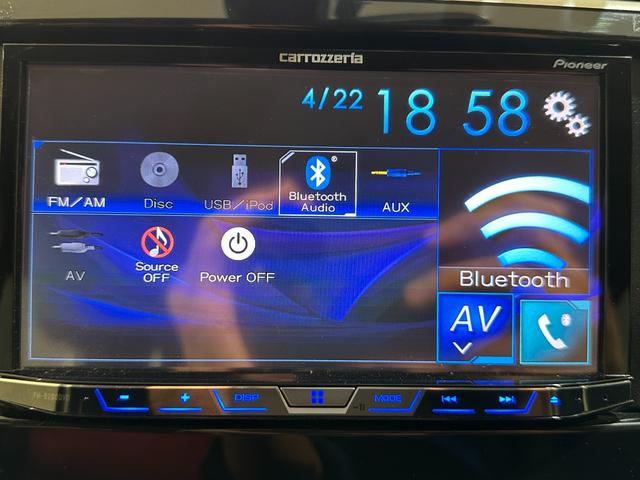 carrozzeria
Pioneer
4/22 18 58
FM/AM
Disc
USB/iPod
Bluetooth
Audio
AUX
AV
Source
OFF
Power OFF
Bluetooth
AV
DISP
MODE